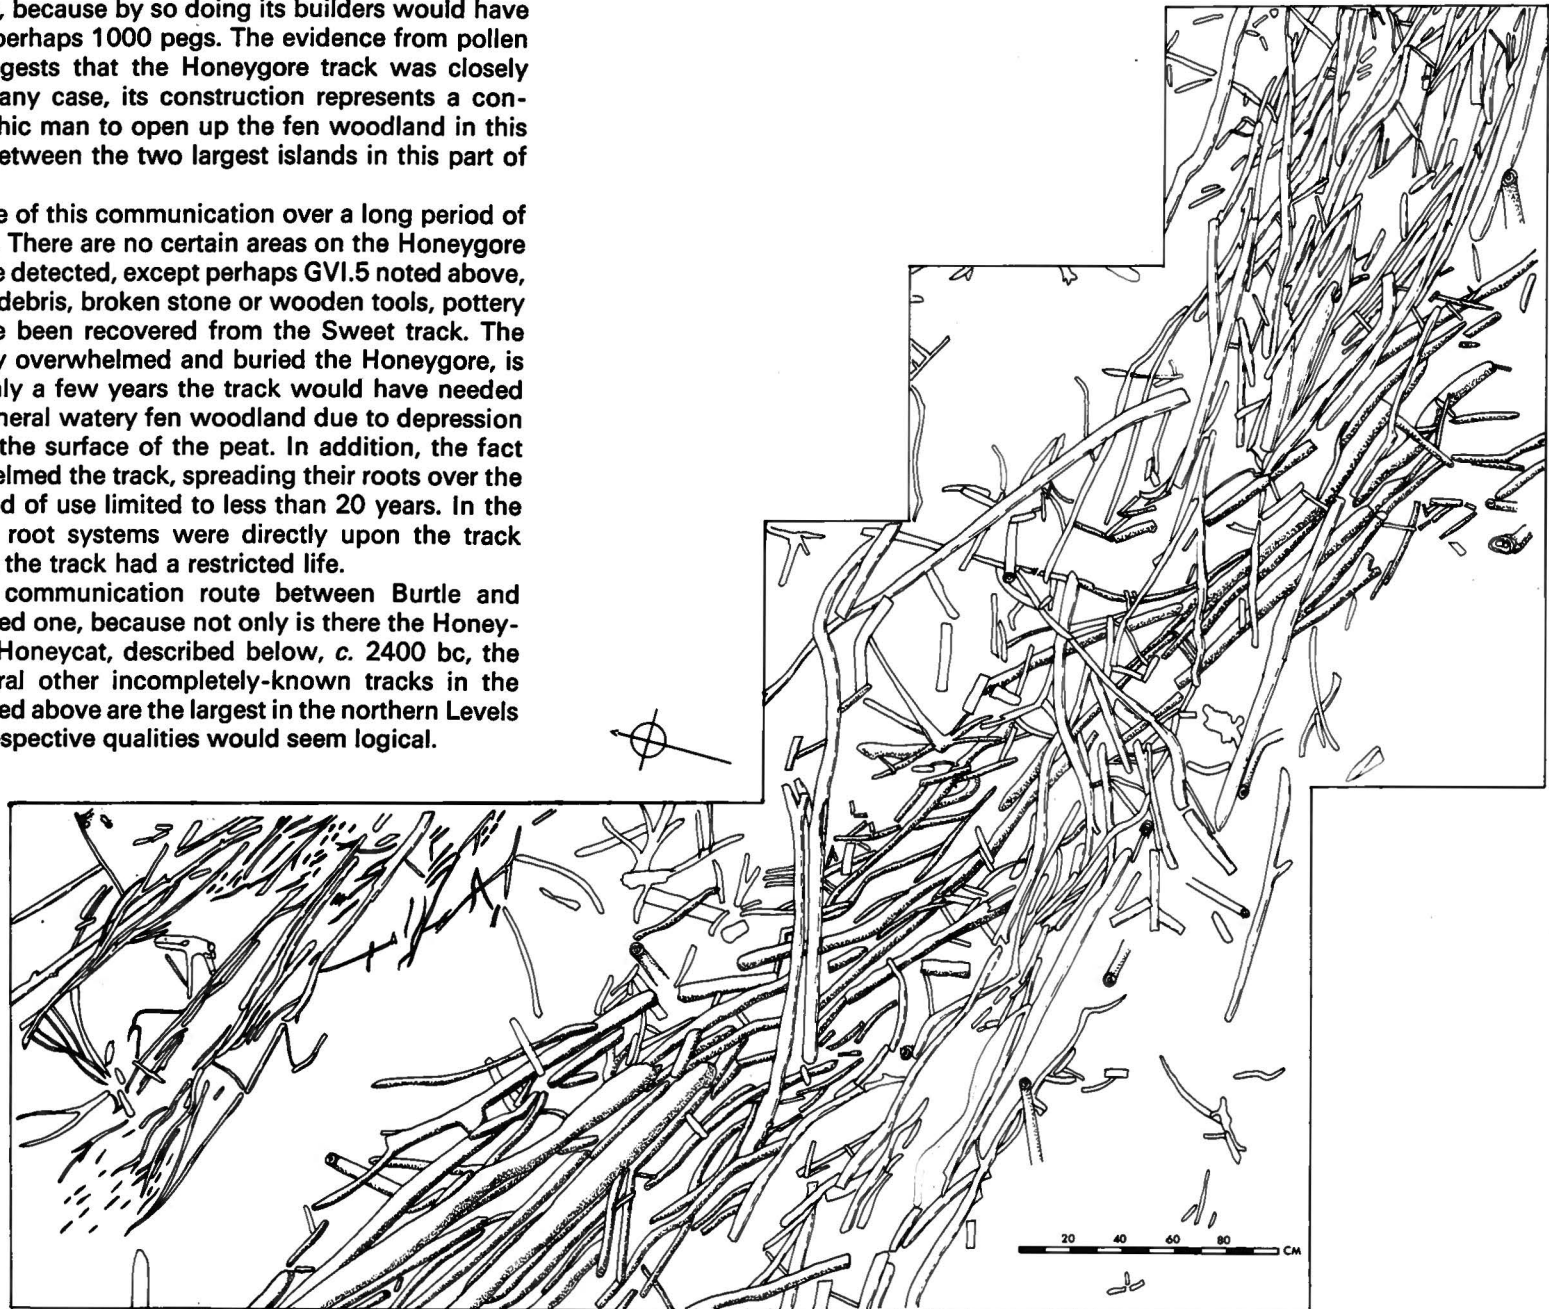 , because by so doing its builders would have
perhaps 1000 pegs. The evidence from pollen
gests that the Honeygore track was closely
any case, its construction represents a con-
hic man to open up the fen woodland in this
etween the two largest islands in this part of
e of this communication over a long period of
There are no certain areas on the Honeygore
e detected, except perhaps GVI.5 noted above,
debris, broken stone or wooden tools, pottery
e been recovered from the Sweet track. The
y overwhelmed and buried the Honeygore, is
nly a few years the track would have needed
neral watery fen woodland due to depression
the surface of the peat. In addition, the fact
elmed the track, spreading their roots over the
d of use limited to less than 20 years. In the
root systems were directly upon the track
the track had a restricted life.
communication route between Burtle and
ed one, because not only is there the Honey-
Honeycat, described below, c. 2400 bc, the
ral other incompletely-known tracks in the
ed above are the largest in the northern Levels
spective qualities would seem logical.
20 40 60 80 CM